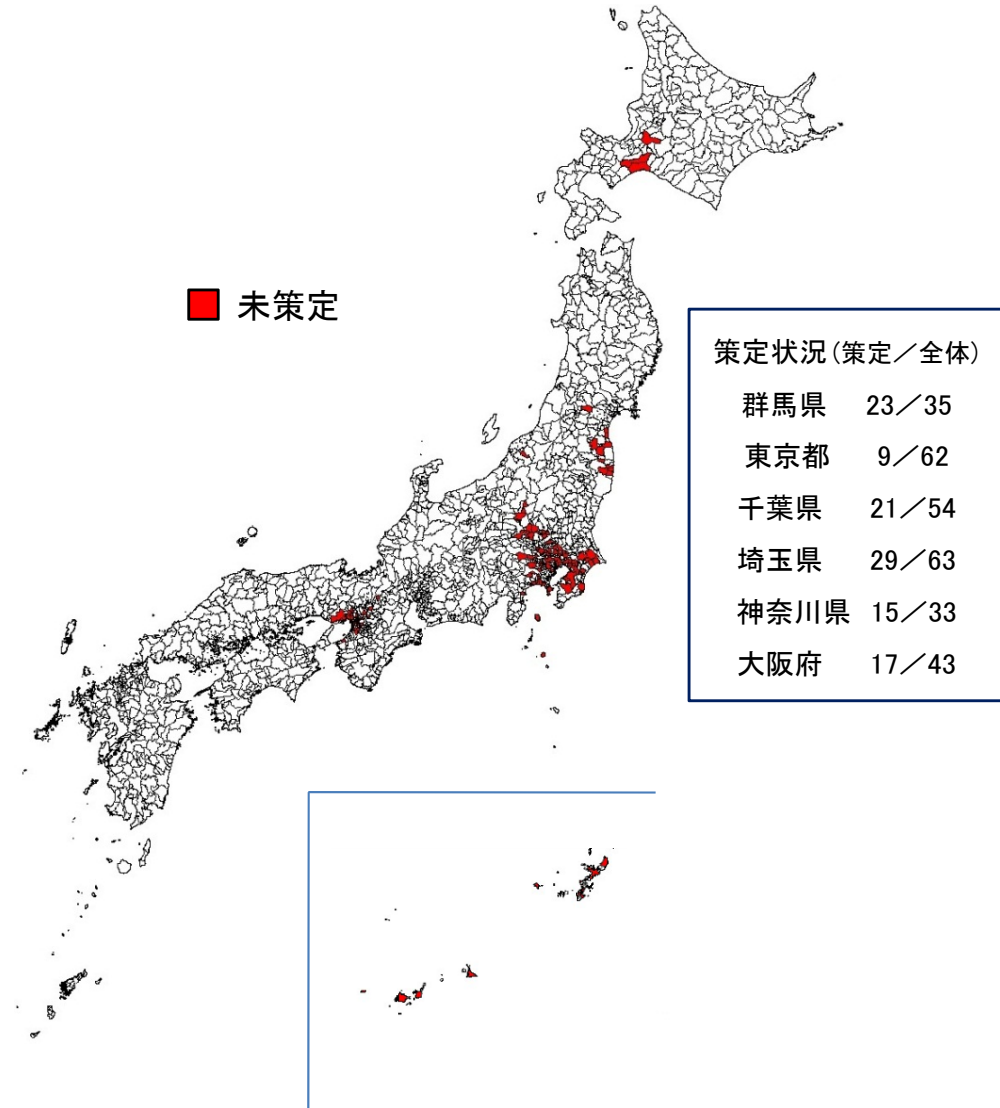 未策定
策定状況(策定／全体)
群馬県 23／35
東京都 9／62
千葉県 21／54
埼玉県 29／63
神奈川県 15／33
大阪府 17／43